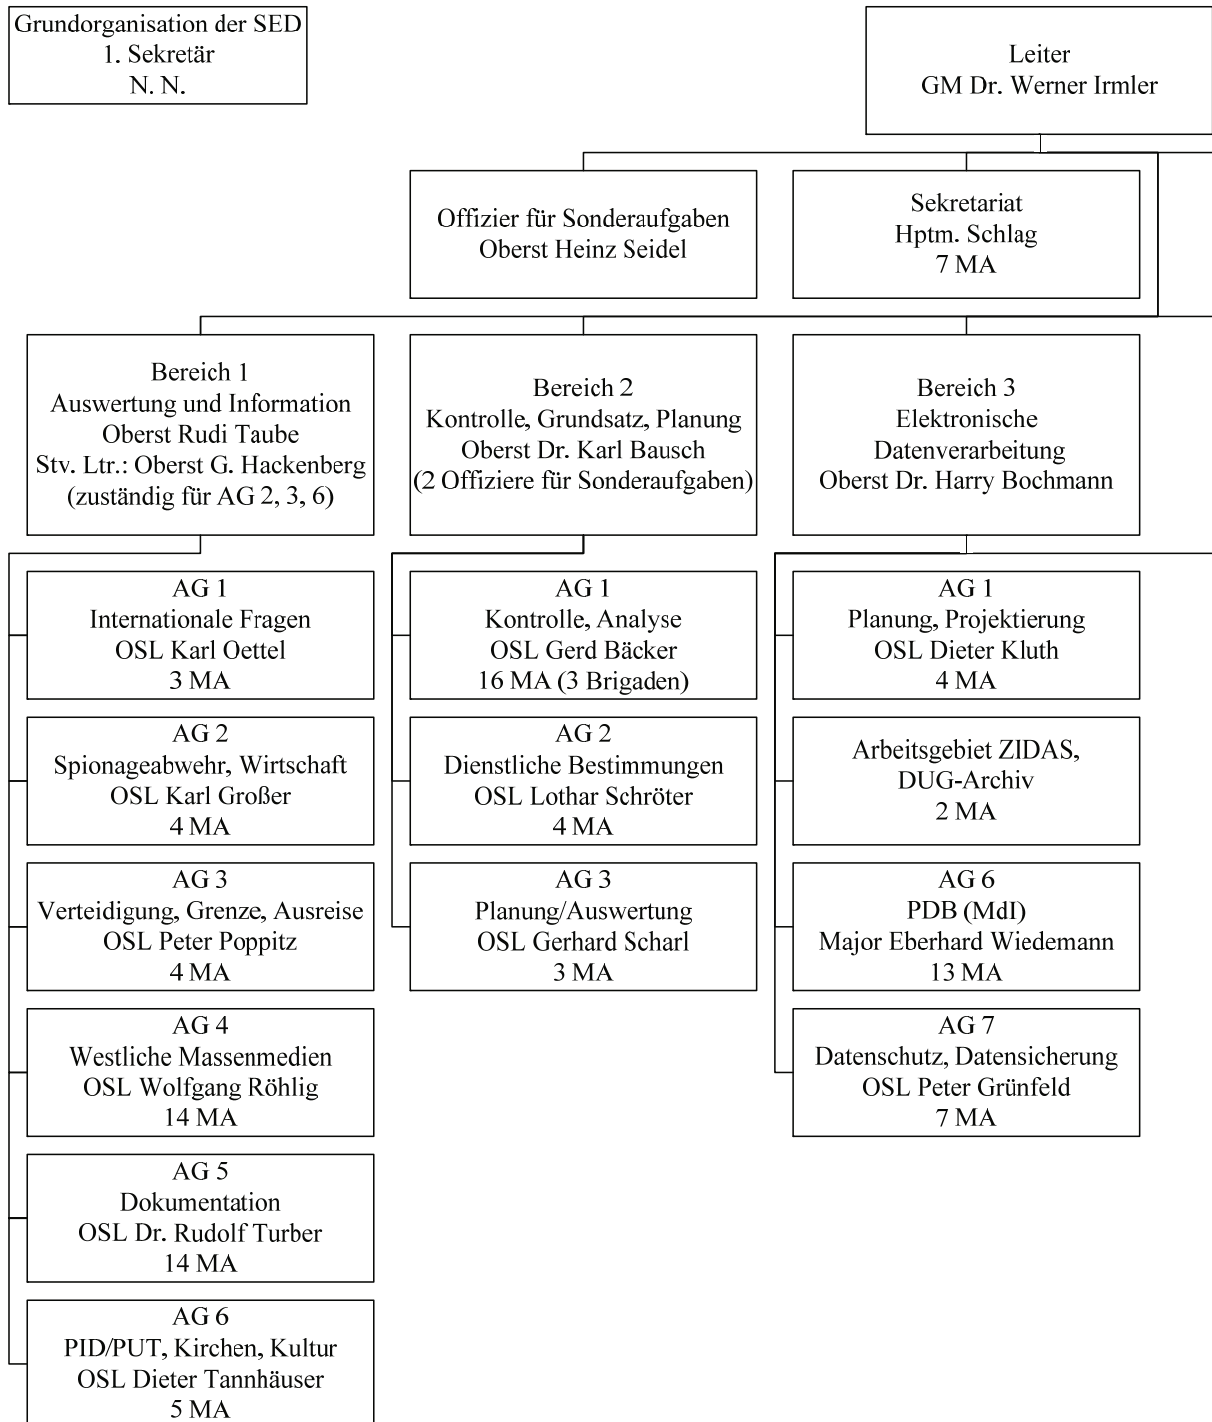 Grundorganisation der SED
1. Sekretär
N. N.
Leiter
GM Dr. Werner Irmler
Offizier für Sonderaufgaben
Oberst Heinz Seidel
Sekretariat
Hptm. Schlag
7 MA
Bereich 1
Auswertung und Information
Oberst Rudi Taube
Stv. Ltr.: Oberst G. Hackenberg
(zuständig für AG 2, 3, 6)
Bereich 2
Kontrolle, Grundsatz, Planung
Oberst Dr. Karl Bausch
(2 Offiziere für Sonderaufgaben)
Bereich 3
Elektronische
Datenverarbeitung
Oberst Dr. Harry Bochmann
AG 1
Internationale Fragen
OSL Karl Oettel
3 MA
AG 2
Spionageabwehr, Wirtschaft
OSL Karl Großer
4 MA
AG 3
Verteidigung, Grenze, Ausreise
OSL Peter Poppitz
4 MA
AG 4
Westliche Massenmedien
OSL Wolfgang Röhlig
14 MA
AG 5
Dokumentation
OSL Dr. Rudolf Turber
14 MA
AG 6
PID/PUT, Kirchen, Kultur
OSL Dieter Tannhäuser
5 MA
AG 1
Kontrolle, Analyse
OSL Gerd Bäcker
16 MA (3 Brigaden)
AG 2
Dienstliche Bestimmungen
OSL Lothar Schröter
4 MA
AG 3
Planung/Auswertung
OSL Gerhard Scharl
3 MA
AG 1
Planung, Projektierung
OSL Dieter Kluth
4 MA
Arbeitsgebiet ZIDAS,
DUG-Archiv
2 MA
AG 6
PDB (MdI)
Major Eberhard Wiedemann
13 MA
AG 7
Datenschutz, Datensicherung
OSL Peter Grünfeld
7 MA